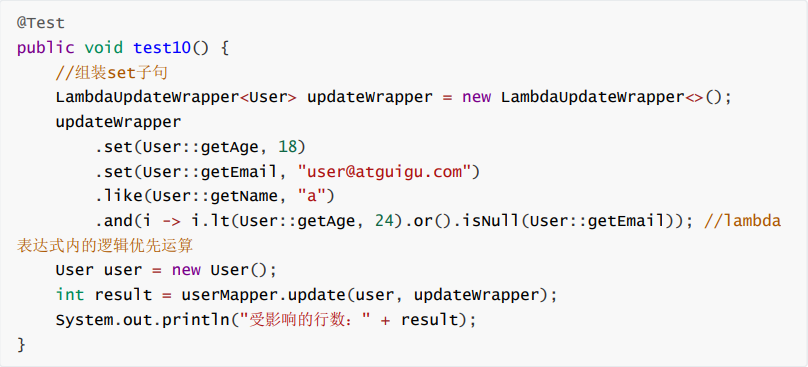 @Test
public void test10() {
    //组装set子句
    LambdaUpdateWrapper<User> updateWrapper = new LambdaUpdateWrapper<>();
    updateWrapper
        .set(User::getAge, 18)
        .set(User::getEmail, "user@atguigu.com")
        .like(User::getName, "a")
        .and(i -> i.lt(User::getAge, 24).or().isNull(User::getEmail)); //lambda
表达式内的逻辑优先运算
    User user = new User();
    int result = userMapper.update(user, updateWrapper);
    System.out.println("受影响的行数：" + result);
}